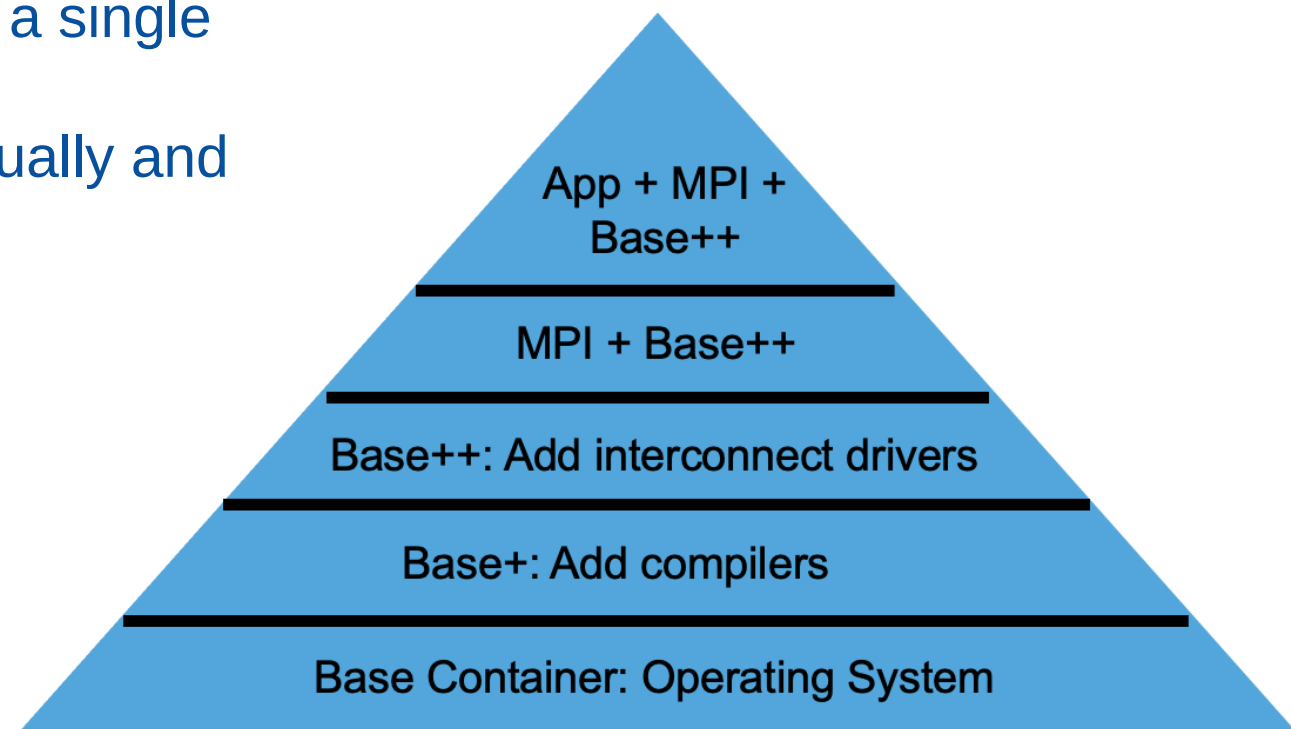 a single
ually and
App + MPI +
Base++
MPI + Base++
Base++: Add interconnect drivers
Base+: Add compilers
Base Container: Operating System